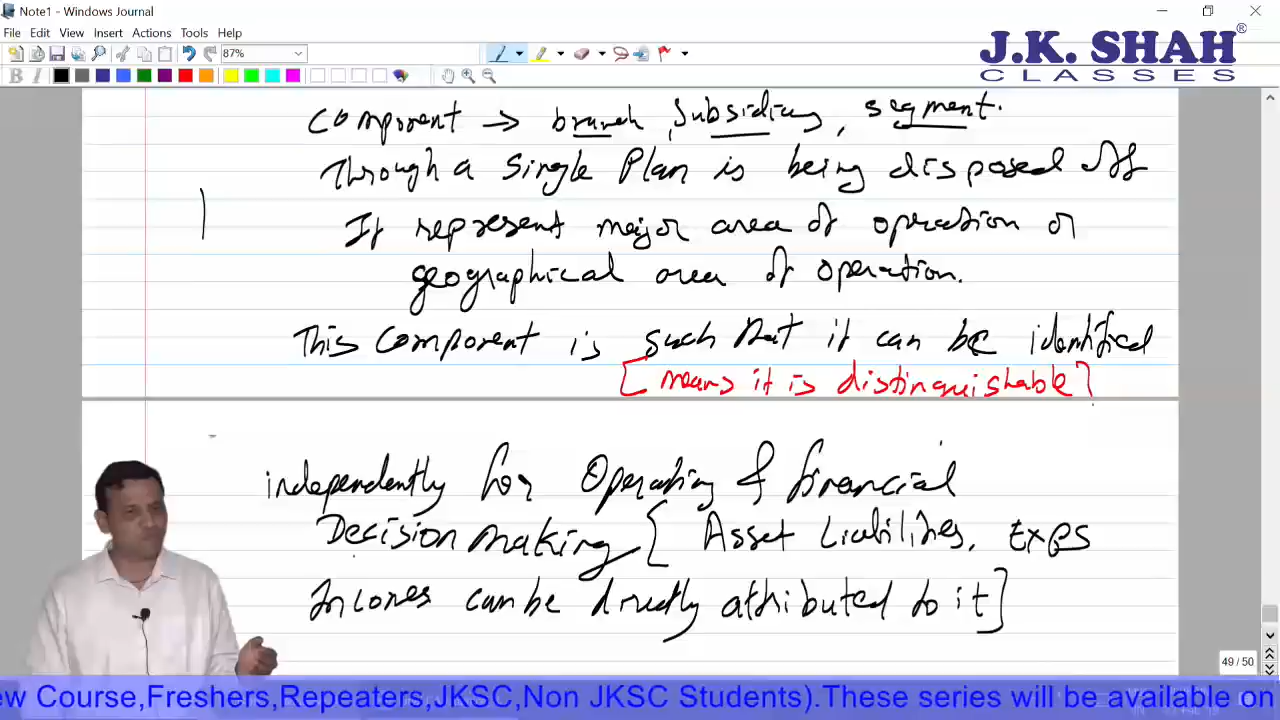 Note1 - Windows Journal
File Edit View Insert Actions Tools Help
87%
J.K. SHAH®
CLASSES
Component → branch, Subsidiary, segment.
Through a Single Plan is being disposed off
It represent major area of operation or
geographical area of operation.
This Component is such that it can be identified
[means it is distinguishable]
independently for Operating & financial
Decision making [Asset Liabilities, Exps
Incomes can be directly attributed to it]
49 / 50
ew Course,Freshers,Repeaters,JKSC,Non JKSC Students).These series will be available on